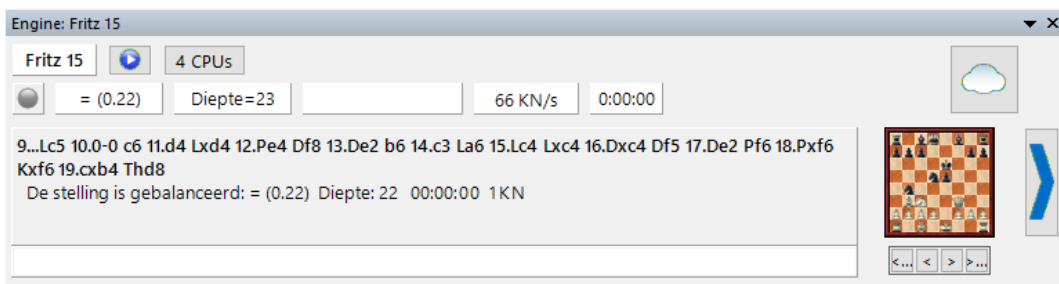 Engine: Fritz 15
Fritz 15 4 CPUs
= (0.22) Diepte=23 66 KN/s 0:00:00
9...Lc5 10.0-0 c6 11.d4 Lxd4 12.Pe4 Df8 13.De2 b6 14.c3 La6 15.Lc4 Lxc4 16.Dxc4 Df5 17.De2 Pf6 18.Pxf6
Kxf6 19.cxb4 Thd8
De stelling is gebalanceerd: = (0.22) Diepte: 22 00:00:00 1KN
<... < > >...